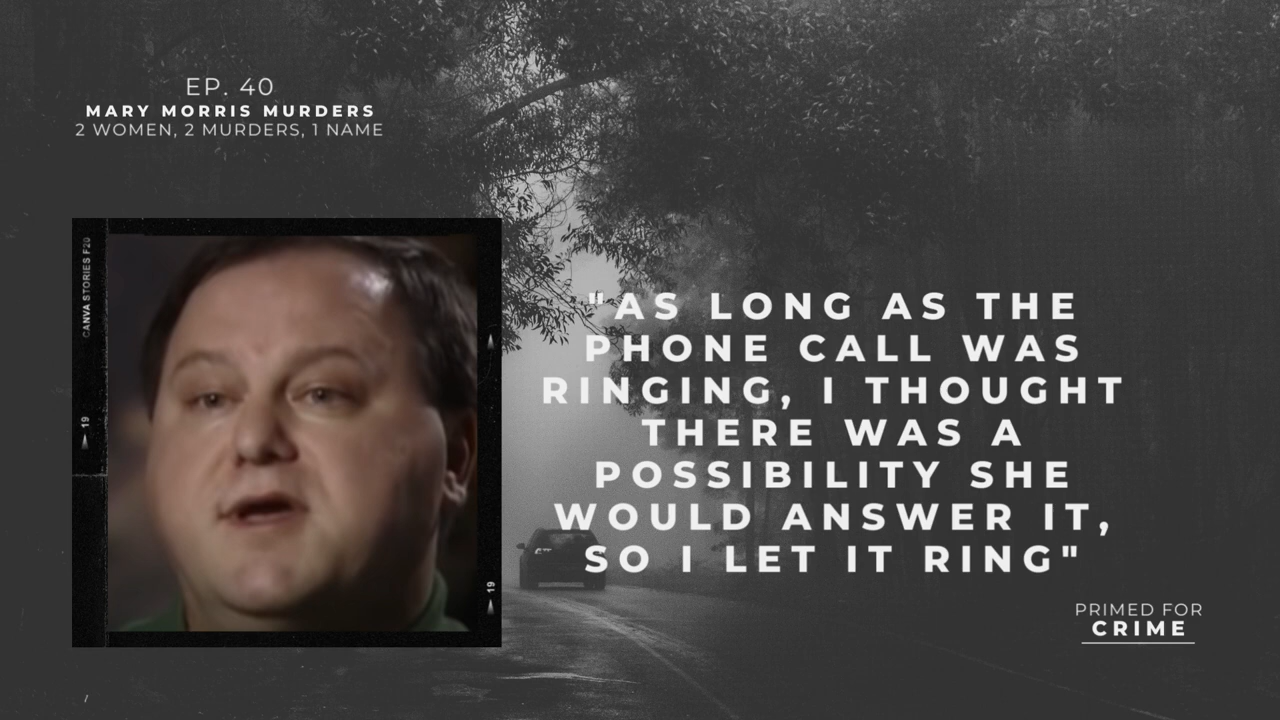 EP. 40
MARY MORRIS MURDERS
2 WOMEN, 2 MURDERS, 1 NAME
CANVA STORIES F20
19
19
"AS LONG AS THE
PHONE CALL WAS
RINGING, I THOUGHT
THERE WAS A
POSSIBILITY SHE
WOULD ANSWER IT,
SO I LET IT RING"
PRIMED FOR
CRIME